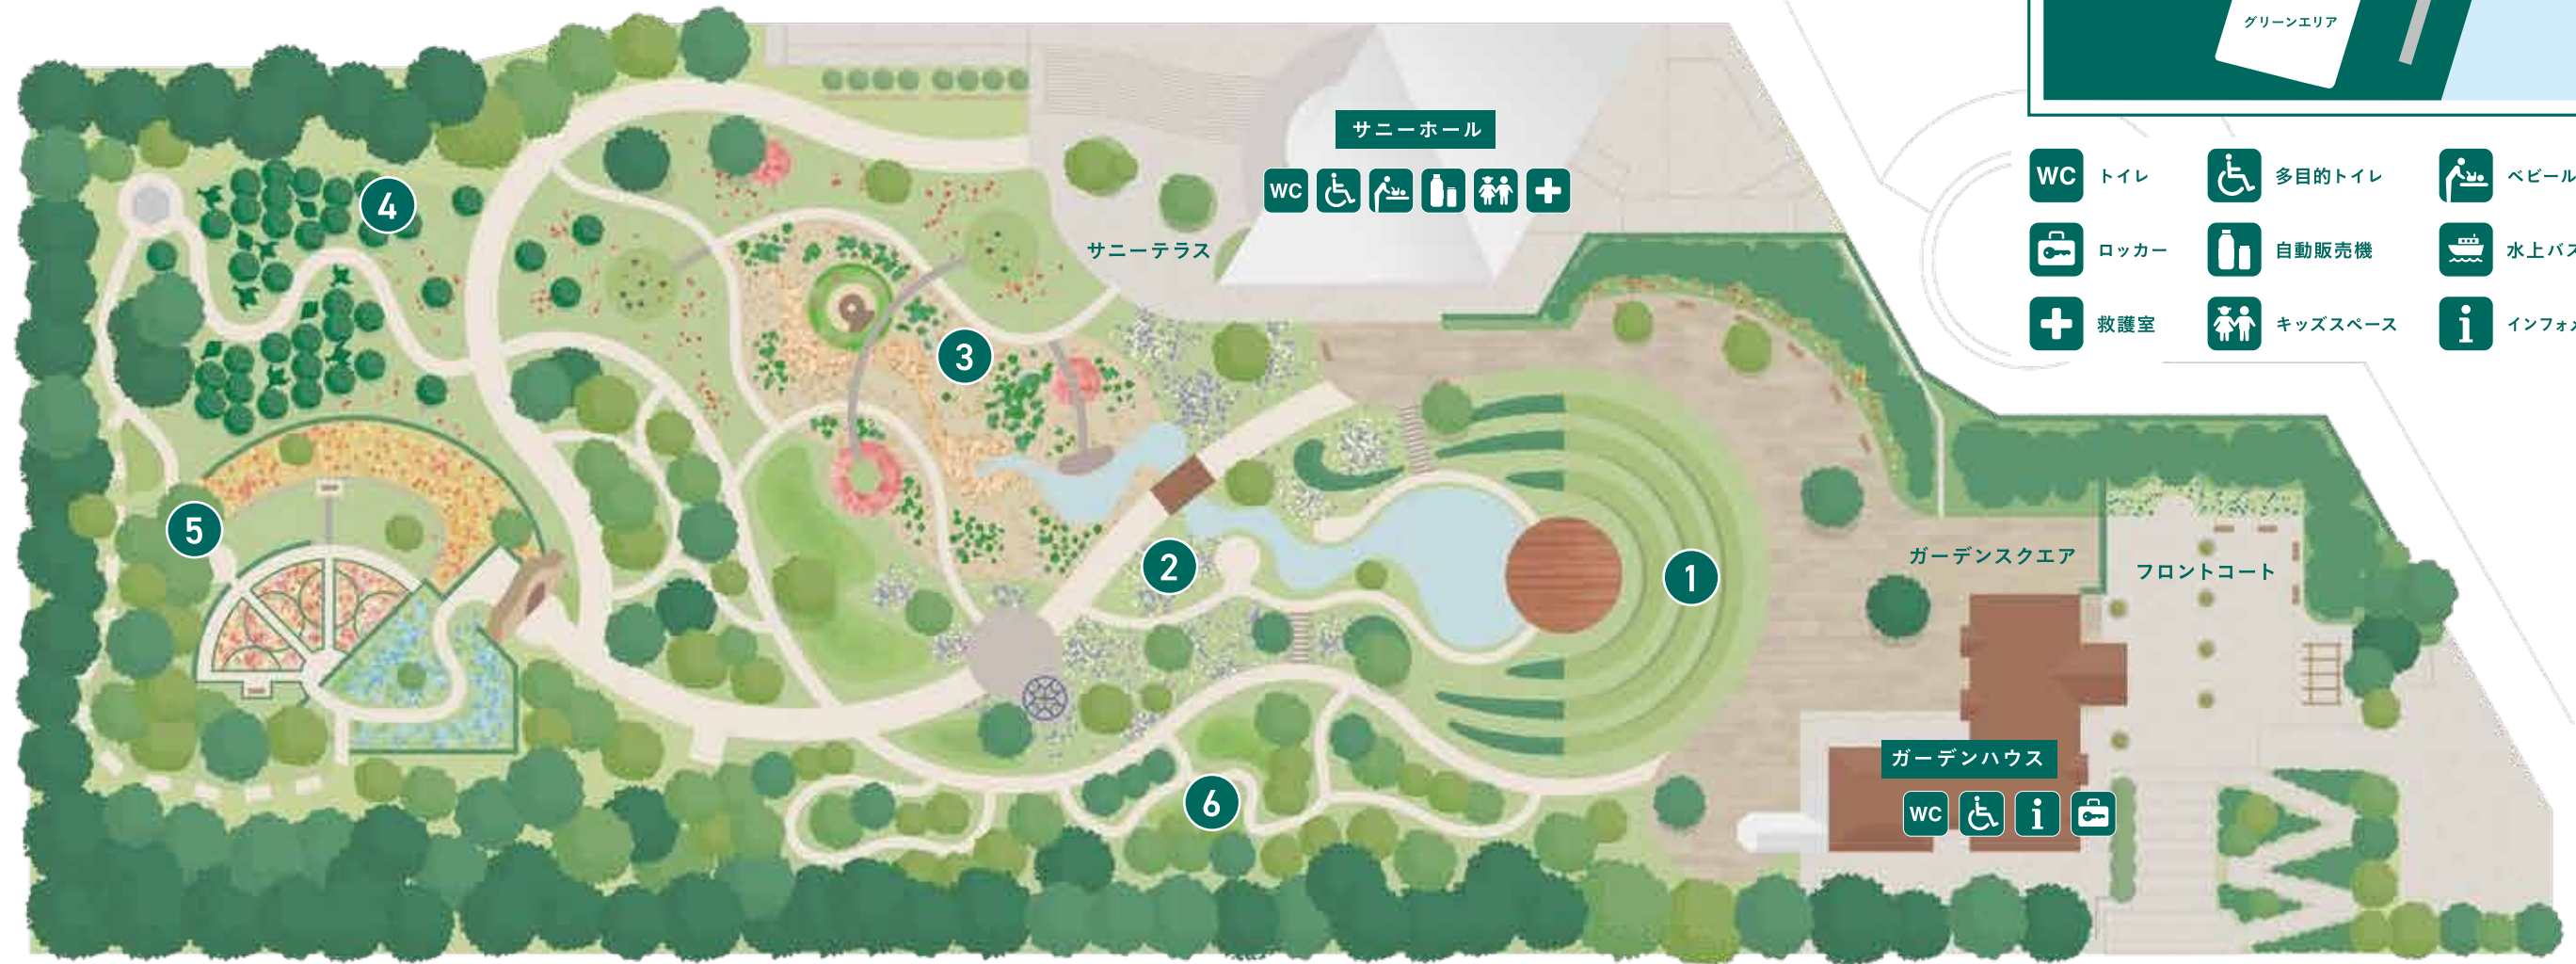 グリーンエリア
サニーホール
WC
サニーテラス
WC トイレ
多目的トイレ
ベビール
ロッカー
自動販売機
水上バス
救護室
キッズスペース
i インフォメ
4
3
5
2
1
ガーデンスクエア
フロントコート
ガーデンハウス
WC i
6